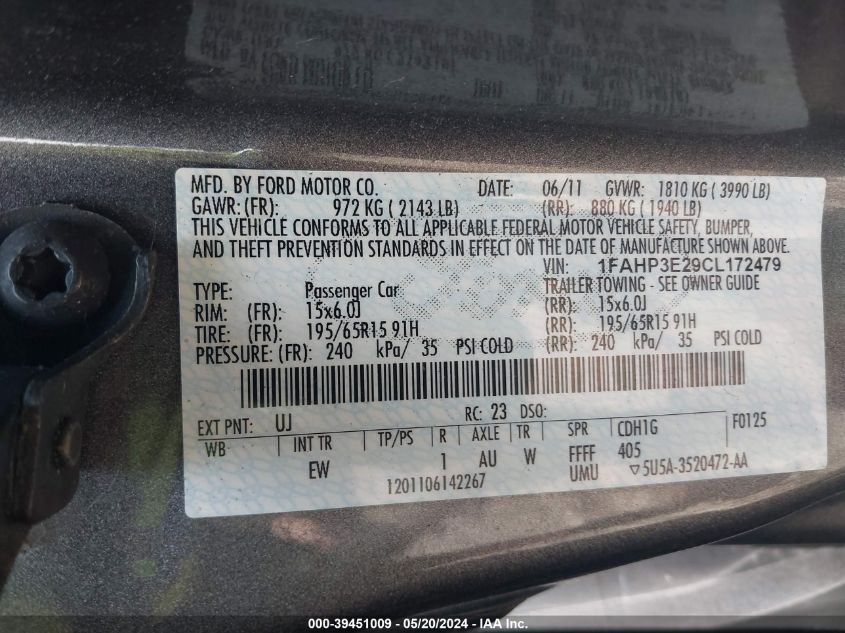 MFD. BY FORD MOTOR CO. DATE: 06/11 GVWR: 1810 KG ( 3990 LB)
GAWR: (FR): 972 KG ( 2143 LB) (RR): 880 KG ( 1940 LB)
THIS VEHICLE CONFORMS TO ALL APPLICABLE FEDERAL MOTOR VEHICLE SAFETY, BUMPER,
AND THEFT PREVENTION STANDARDS IN EFFECT ON THE DATE OF MANUFACTURE SHOWN ABOVE.
VIN: 1FAHP3E29CL172479
TYPE: Passenger Car TRAILER TOWING - SEE OWNER GUIDE
RIM: (FR): 15x6.0J (RR): 15x6.0J
TIRE: (FR): 195/65R15 91H (RR): 195/65R15 91H
PRESSURE: (FR): 240 kPa/ 35 PSI COLD (RR): 240 kPa/ 35 PSI COLD
EXT PNT: UJ RC: 23 DSO:
WB INT TR TP/PS R AXLE TR SPR CDH1G F0125
EW 1 AU W FFFF 405
1201106142267 UMU ▽5U5A-3520472-AA
000-39451009 - 05/20/2024 - IAA Inc.